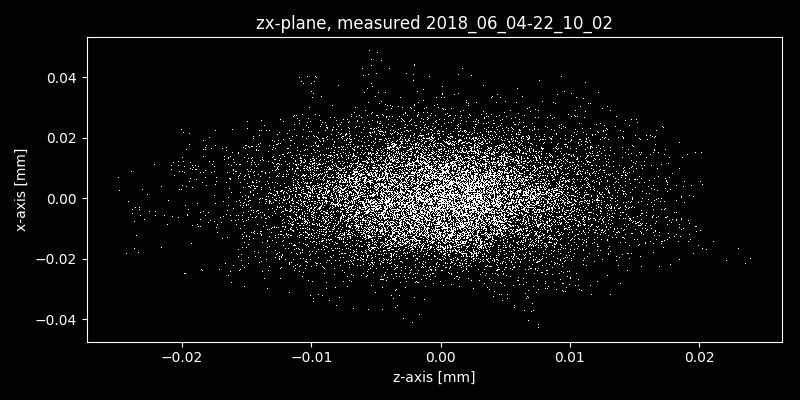 zx-plane, measured 2018_06_04-22_10_02
0.04
0.02
0.00
−0.02
−0.04
x-axis [mm]
−0.02 −0.01 0.00 0.01 0.02
z-axis [mm]